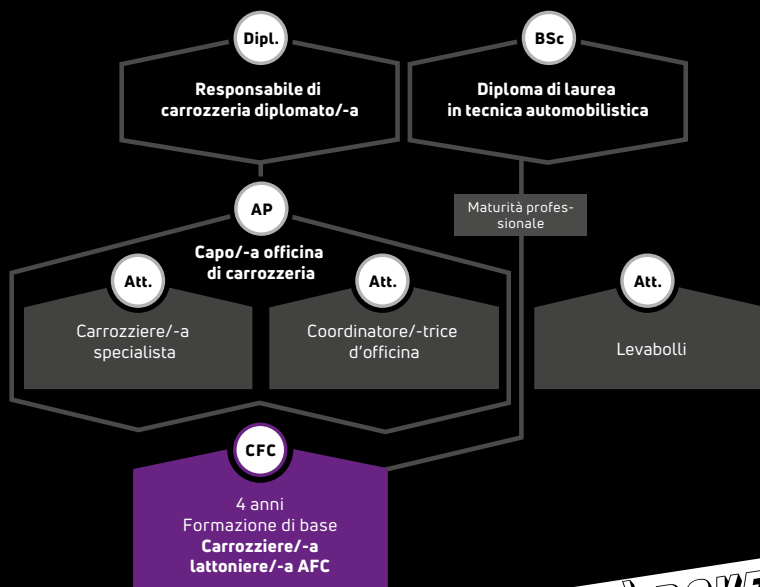 Dipl.
Responsabile di
carrozzeria diplomato/-a
BSc
Diploma di laurea
in tecnica automobilistica
Maturità profes-
sionale
AP
Capo/-a officina
di carrozzeria
Att.
Carrozziere/-a
specialista
Att.
Coordinatore/-trice
d’officina
Att.
Levabolli
CFC
4 anni
Formazione di base
Carrozziere/-a
lattoniere/-a AFC